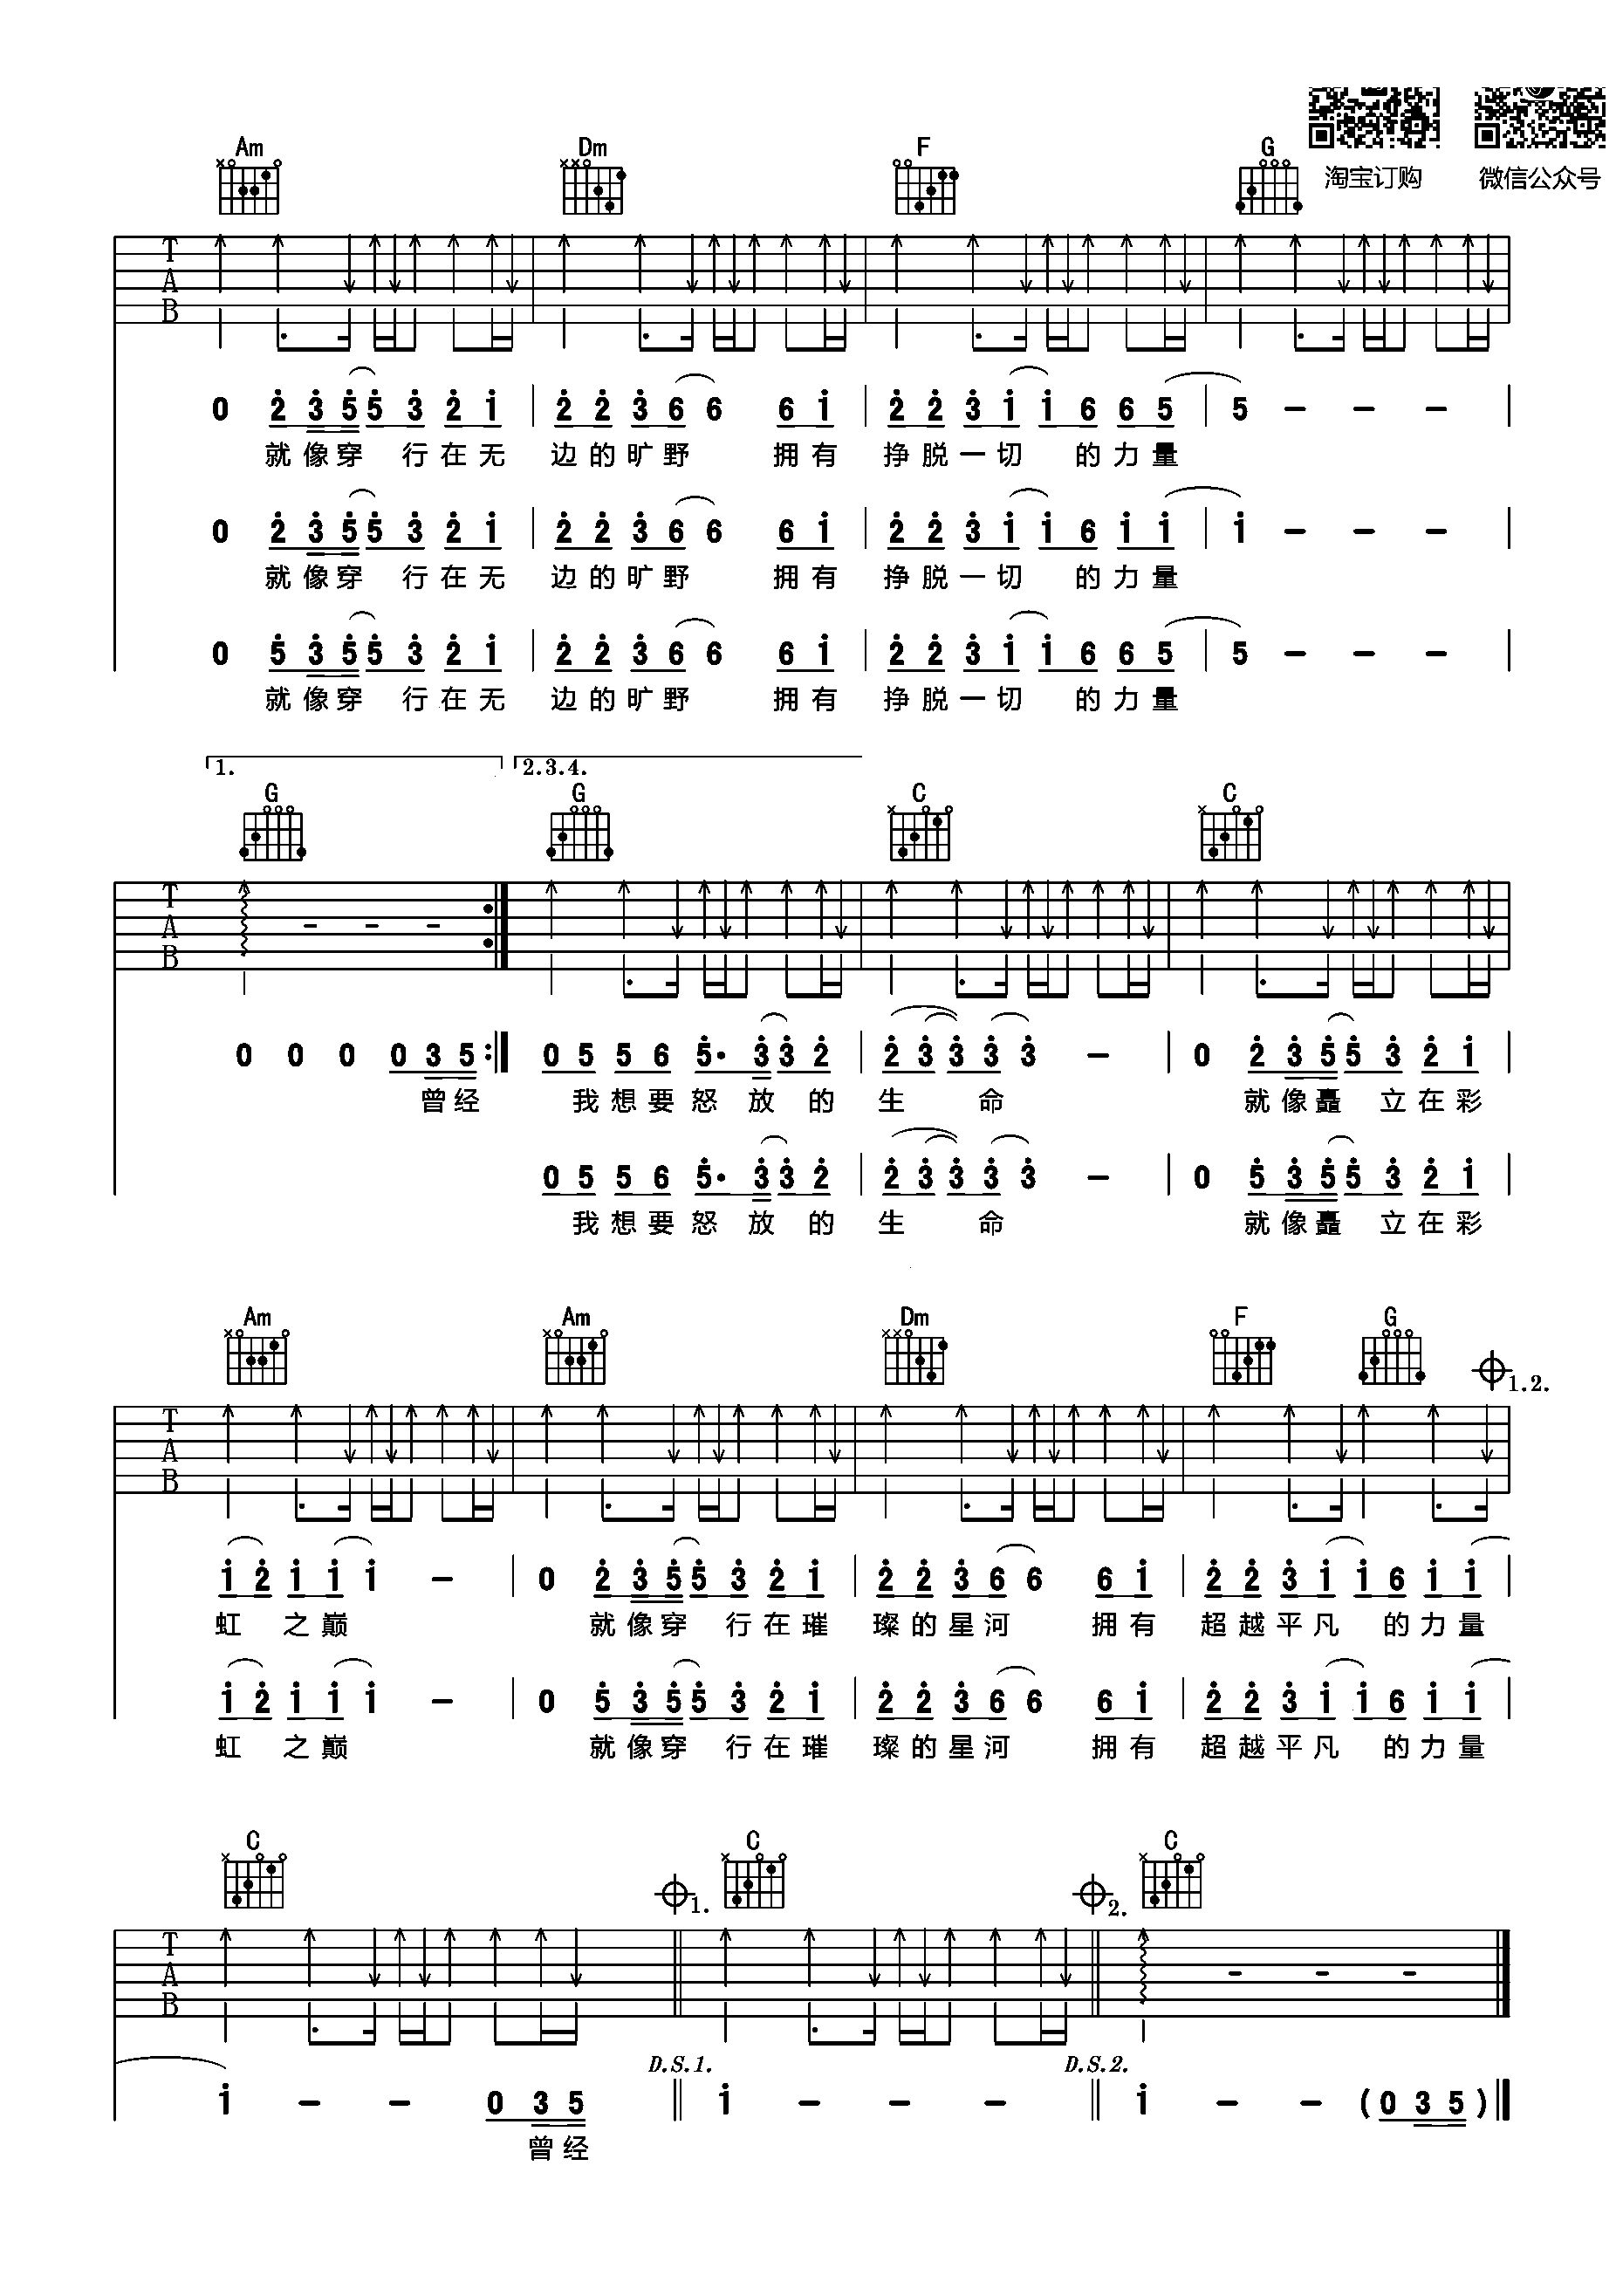 淘宝订购 微信公众号
Am Dm F G
T A B
0 2 3 5 5 3 2 1 | 2 2 3 6 6 6 1 | 2 2 3 1 1 6 6 5 | 5 - - - |
就像穿 行在无 边的旷野 拥有 挣脱一切 的力量
0 2 3 5 5 3 2 1 | 2 2 3 6 6 6 1 | 2 2 3 1 1 6 1 1 | 1 - - - |
就像穿 行在无 边的旷野 拥有 挣脱一切 的力量
0 5 3 5 5 3 2 1 | 2 2 3 6 6 6 1 | 2 2 3 1 1 6 6 5 | 5 - - - |
就像穿 行在无 边的旷野 拥有 挣脱一切 的力量
1. 2.3.4.
G G C C
T A B
0 0 0 0 3 5 :| 0 5 5 6 5· 3 3 2 | 2 3 3 3 3 - | 0 2 3 5 5 3 2 1 |
曾经 我想要怒 放 的 生 命 就像矗 立在彩
0 5 5 6 5· 3 3 2 | 2 3 3 3 3 - | 0 5 3 5 5 3 2 1 |
我想要怒 放 的 生 命 就像矗 立在彩
Am Am Dm F G 1.2.
T A B
1 2 1 1 1 - | 0 2 3 5 5 3 2 1 | 2 2 3 6 6 6 1 | 2 2 3 1 1 6 1 1 |
虹 之巅 就像穿 行在璀 璨的星河 拥有 超越平凡 的力量
1 2 1 1 1 - | 0 5 3 5 5 3 2 1 | 2 2 3 6 6 6 1 | 2 2 3 1 1 6 1 1 |
虹 之巅 就像穿 行在璀 璨的星河 拥有 超越平凡 的力量
C 1. C 2. C
T A B
D.S.1. D.S.2.
1 - - 0 3 5 || 1 - - - || 1 - - (0 3 5)||
曾经